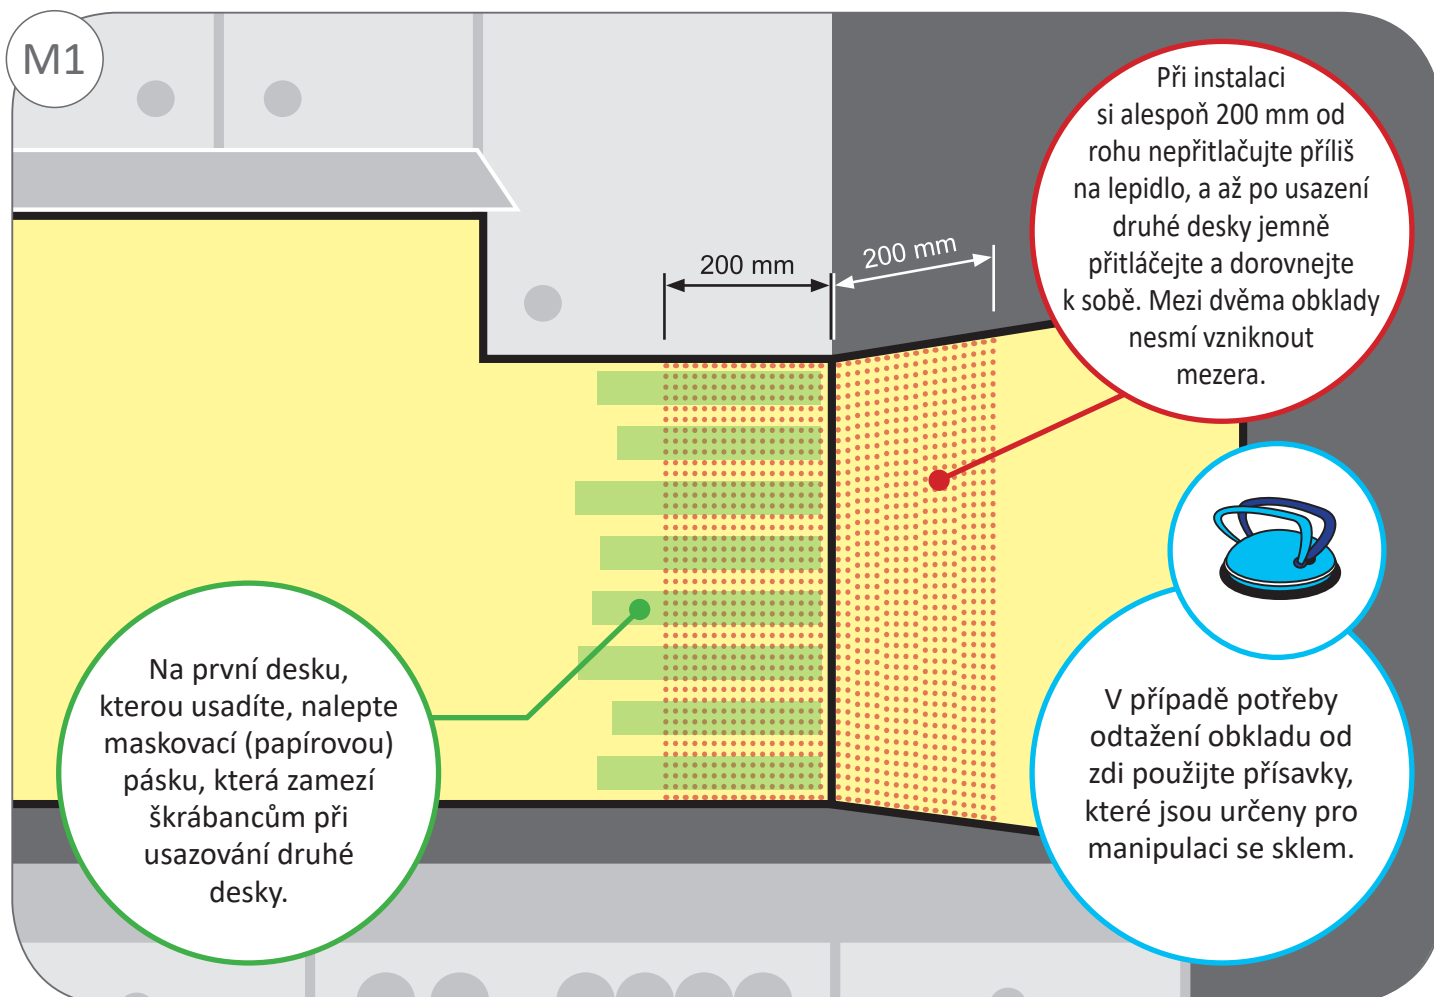 M1
Při instalaci
si alespoň 200 mm od
rohu nepřitlačujte příliš
na lepidlo, a až po usazení
druhé desky jemně
přitláčejte a dorovnejte
k sobě. Mezi dvěma obklady
nesmí vzniknout
mezera.
200 mm
200 mm
Na první desku,
kterou usadíte, nalepte
maskovací (papírovou)
pásku, která zamezí
škrábancům při
usazování druhé
desky.
V případě potřeby
odtažení obkladu od
zdi použijte přísavky,
které jsou určeny pro
manipulaci se sklem.